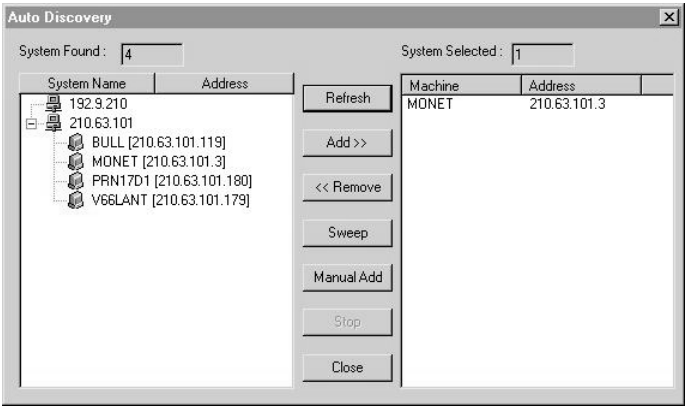 Auto Discovery
System Found : 4
System Selected : 1
System Name Address
192.9.210
210.63.101
BULL [210.63.101.119]
MONET [210.63.101.3]
PRN17D1 [210.63.101.180]
V66LANT [210.63.101.179]
Refresh
Add >>
<< Remove
Sweep
Manual Add
Stop
Close
Machine Address
MONET 210.63.101.3